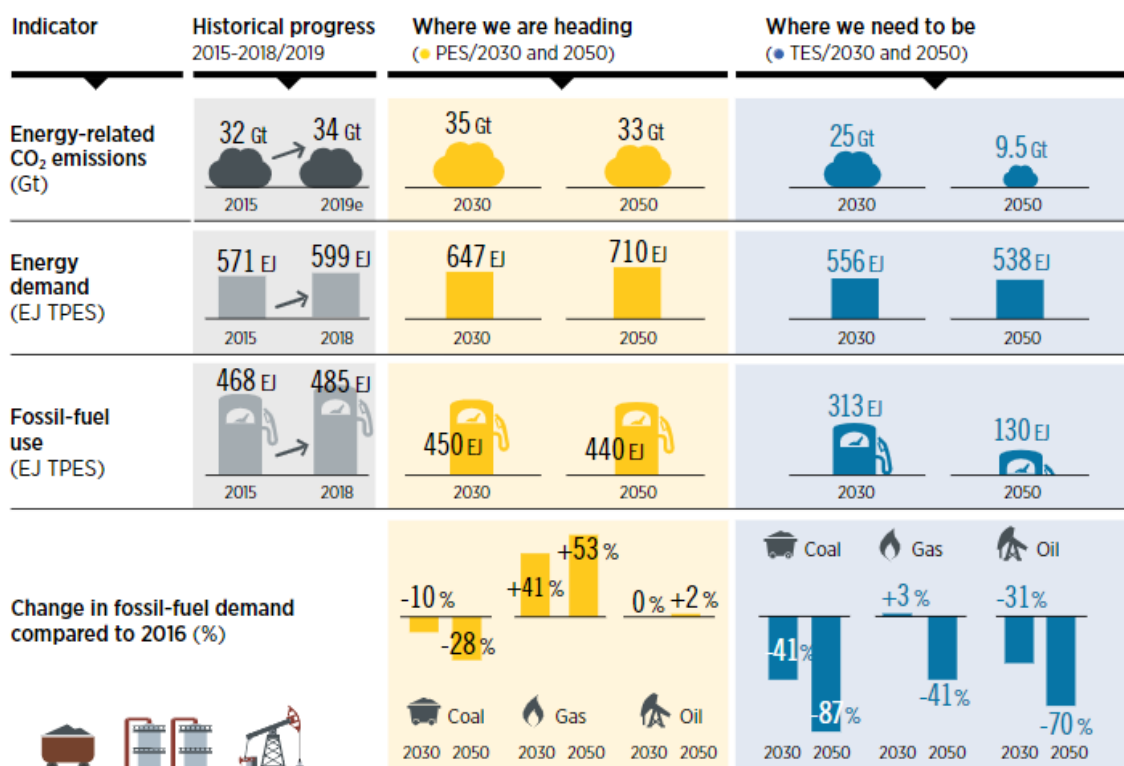 Indicator
Historical progress
2015-2018/2019
Where we are heading
(● PES/2030 and 2050)
Where we need to be
(● TES/2030 and 2050)
Energy-related
CO₂ emissions
(Gt)
32 Gt
34 Gt
2015
2019e
35 Gt
33 Gt
2030
2050
25 Gt
9.5 Gt
2030
2050
Energy
demand
(EJ TPES)
571 EJ
599 EJ
2015
2018
647 EJ
710 EJ
2030
2050
556 EJ
538 EJ
2030
2050
Fossil-fuel
use
(EJ TPES)
468 EJ
485 EJ
2015
2018
450 EJ
440 EJ
2030
2050
313 EJ
130 EJ
2030
2050
Change in fossil-fuel demand
compared to 2016 (%)
-10 %
-28 %
+41 %
+53 %
0 % +2 %
Coal
Gas
Oil
2030 2050
2030 2050
2030 2050
Coal
Gas
Oil
-41 %
-87 %
+3 %
-41 %
-31 %
-70 %
2030 2050
2030 2050
2030 2050